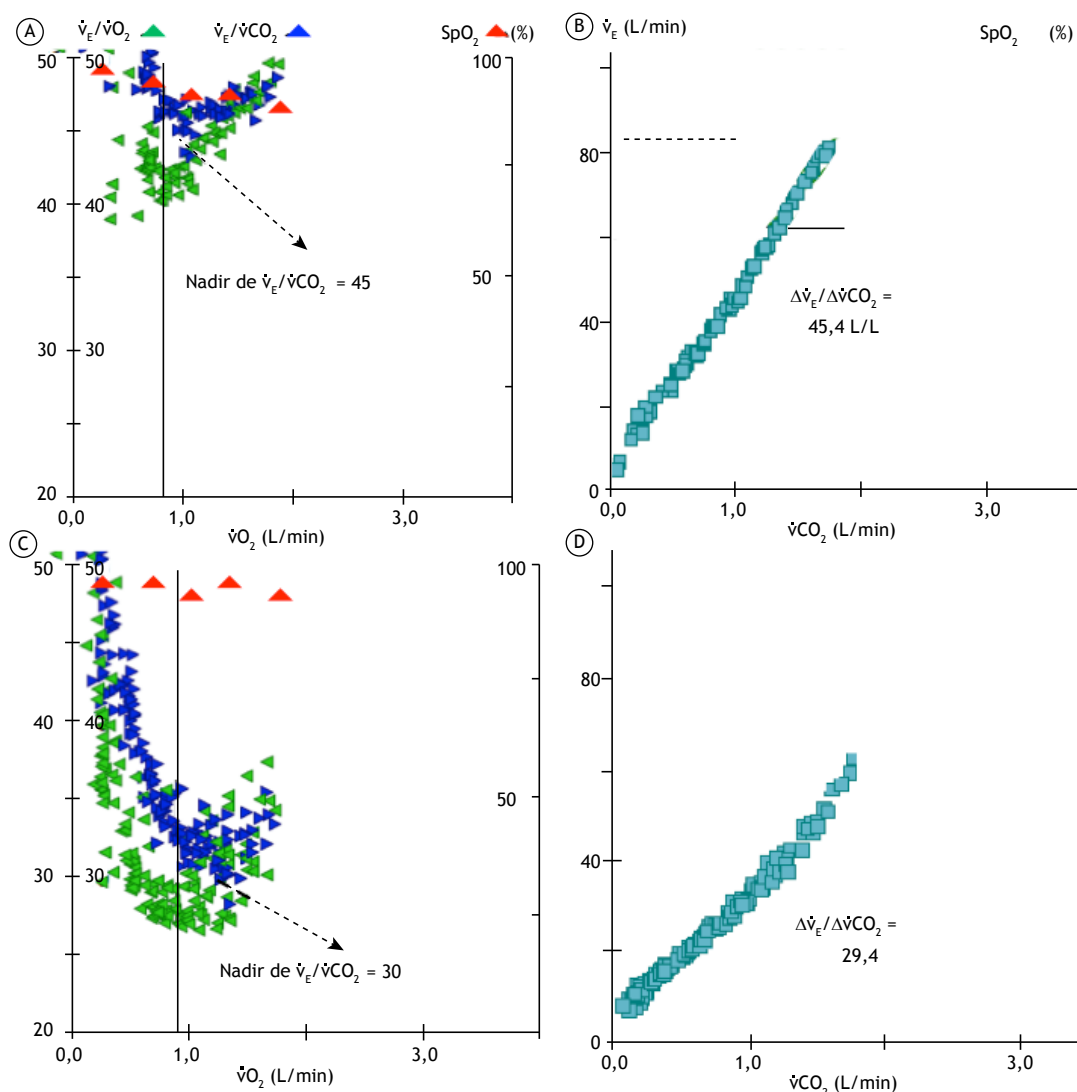 A
V̇E/V̇O2 V̇E/V̇CO2 SpO2 (%)
50 50 100
40 40
50
Nadir de V̇E/V̇CO2 = 45
30 30
20
0,0 1,0 3,0
V̇O2 (L/min)
B
V̇E (L/min) SpO2 (%)
80
40
ΔV̇E/ΔV̇CO2 =
45,4 L/L
0
0,0 1,0 3,0
V̇CO2 (L/min)
C
50 50 100
40 40
50
30 30
Nadir de V̇E/V̇CO2 = 30
20
0,0 1,0 3,0
V̇O2 (L/min)
D
80
40
ΔV̇E/ΔV̇CO2 =
29,4
0
0,0 1,0 3,0
V̇CO2 (L/min)